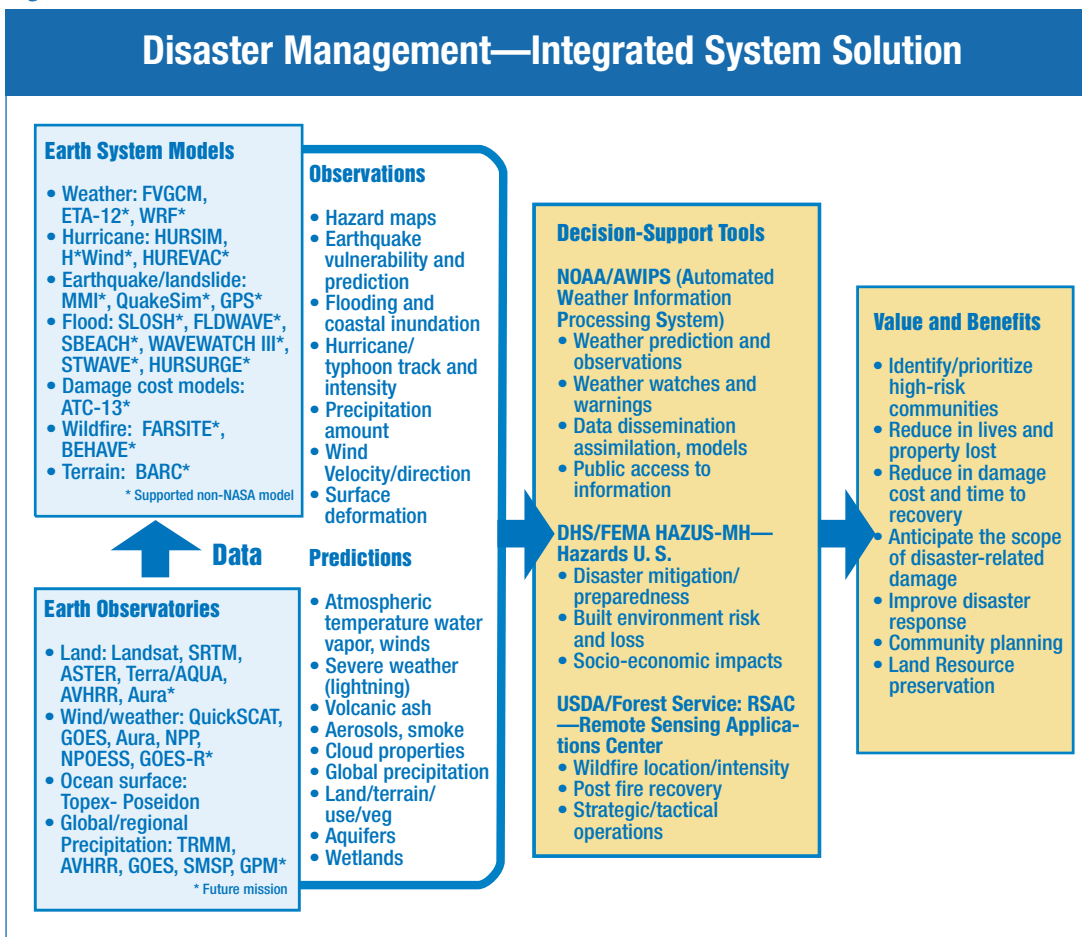 Disaster Management—Integrated System Solution
Earth System Models
• Weather: FVGCM,
ETA-12*, WRF*
• Hurricane: HURSIM,
H*Wind*, HUREVAC*
• Earthquake/landslide:
MMI*, QuakeSim*, GPS*
• Flood: SLOSH*, FLDWAVE*,
SBEACH*, WAVEWATCH III*,
STWAVE*, HURSURGE*
• Damage cost models:
ATC-13*
• Wildfire: FARSITE*,
BEHAVE*
• Terrain: BARC*
* Supported non-NASA model
Data
Earth Observatories
• Land: Landsat, SRTM,
ASTER, Terra/AQUA,
AVHRR, Aura*
• Wind/weather: QuickSCAT,
GOES, Aura, NPP,
NPOESS, GOES-R*
• Ocean surface:
Topex- Poseidon
• Global/regional
Precipitation: TRMM,
AVHRR, GOES, SMSP, GPM*
* Future mission
Observations
• Hazard maps
• Earthquake
vulnerability and
prediction
• Flooding and
coastal inundation
• Hurricane/
typhoon track and
intensity
• Precipitation
amount
• Wind
Velocity/direction
• Surface
deformation
Predictions
• Atmospheric
temperature water
vapor, winds
• Severe weather
(lightning)
• Volcanic ash
• Aerosols, smoke
• Cloud properties
• Global precipitation
• Land/terrain/
use/veg
• Aquifers
• Wetlands
Decision-Support Tools
NOAA/AWIPS (Automated
Weather Information
Processing System)
• Weather prediction and
observations
• Weather watches and
warnings
• Data dissemination
assimilation, models
• Public access to
information
DHS/FEMA HAZUS-MH—
Hazards U. S.
• Disaster mitigation/
preparedness
• Built environment risk
and loss
• Socio-economic impacts
USDA/Forest Service: RSAC
—Remote Sensing Applica-
tions Center
• Wildfire location/intensity
• Post fire recovery
• Strategic/tactical
operations
Value and Benefits
• Identify/prioritize
high-risk
communities
• Reduce in lives and
property lost
• Reduce in damage
cost and time to
recovery
• Anticipate the scope
of disaster-related
damage
• Improve disaster
response
• Community planning
• Land Resource
preservation